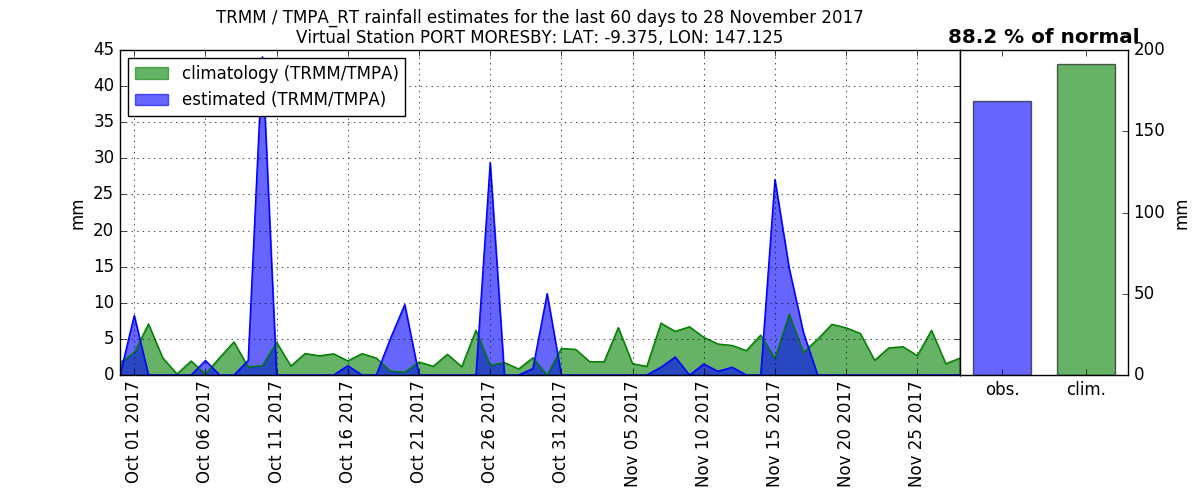 TRMM / TMPA_RT rainfall estimates for the last 60 days to 28 November 2017
Virtual Station PORT MORESBY: LAT: -9.375, LON: 147.125
88.2 % of normal
climatology (TRMM/TMPA)
estimated (TRMM/TMPA)
45
40
35
30
25
20
15
10
5
0
mm
Oct 01 2017
Oct 06 2017
Oct 11 2017
Oct 16 2017
Oct 21 2017
Oct 26 2017
Oct 31 2017
Nov 05 2017
Nov 10 2017
Nov 15 2017
Nov 20 2017
Nov 25 2017
obs.
clim.
200
150
100
50
0
mm